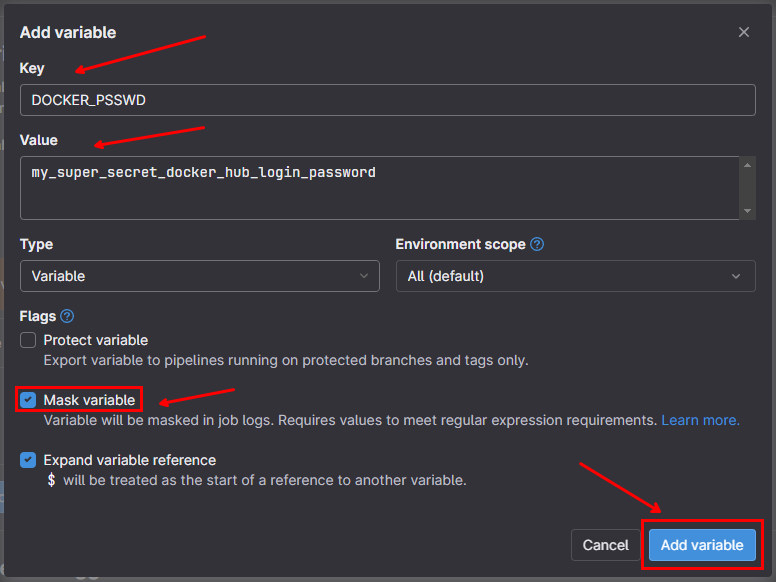 Add variable
Key
DOCKER_PSSWD
Value
my_super_secret_docker_hub_login_password
Type
Environment scope
Variable
All (default)
Flags
Protect variable
Export variable to pipelines running on protected branches and tags only.
Mask variable
Variable will be masked in job logs. Requires values to meet regular expression requirements. Learn more.
Expand variable reference
$ will be treated as the start of a reference to another variable.
Cancel
Add variable